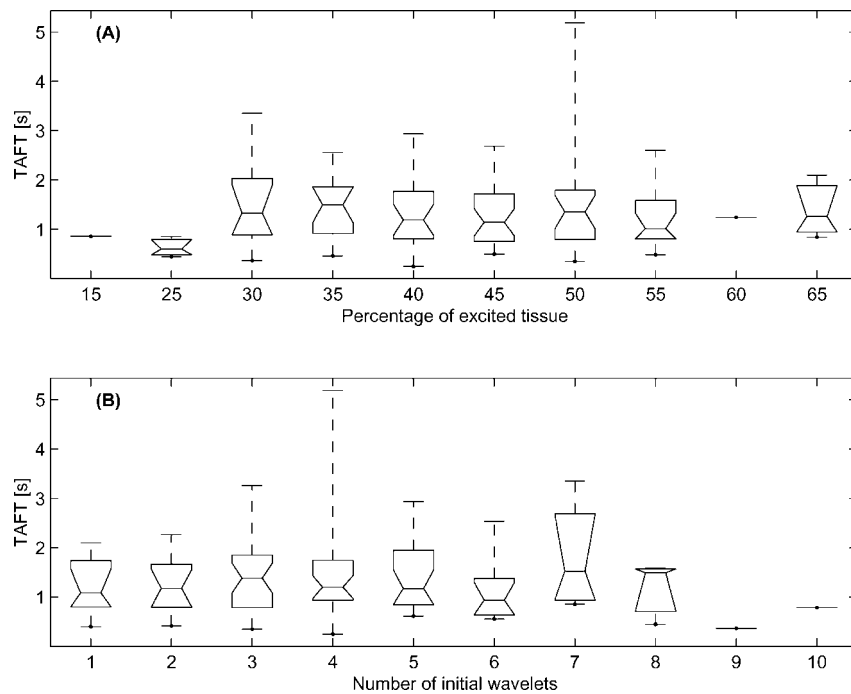 (A)
TAFT [s]
5
4
3
2
1
15 25 30 35 40 45 50 55 60 65
Percentage of excited tissue
(B)
TAFT [s]
5
4
3
2
1
1 2 3 4 5 6 7 8 9 10
Number of initial wavelets